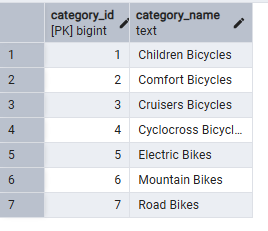 category_id category_name
[PK] bigint text
1 1 Children Bicycles
2 2 Comfort Bicycles
3 3 Cruisers Bicycles
4 4 Cyclocross Bicycl...
5 5 Electric Bikes
6 6 Mountain Bikes
7 7 Road Bikes